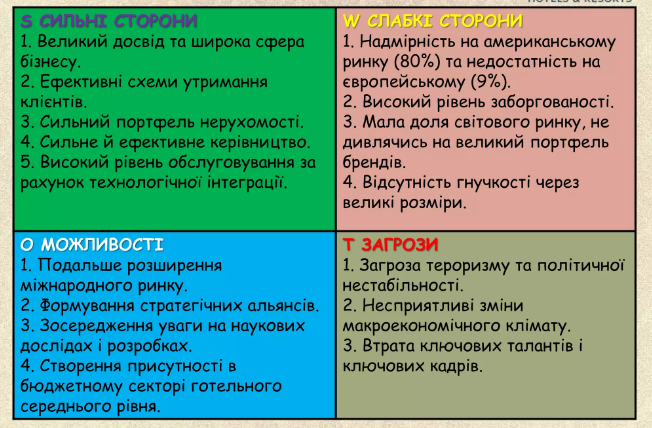 HOTELS & RESORTS
S СИЛЬНІ СТОРОНИ
1. Великий досвід та широка сфера
бізнесу.
2. Ефективні схеми утримання
клієнтів.
3. Сильний портфель нерухомості.
4. Сильне й ефективне керівництво.
5. Високий рівень обслуговування за
рахунок технологічної інтеграції.
W СЛАБКІ СТОРОНИ
1. Надмірність на американському
ринку (80%) та недостатність на
європейському (9%).
2. Високий рівень заборгованості.
3. Мала доля світового ринку, не
дивлячись на великий портфель
брендів.
4. Відсутність гнучкості через
великі розміри.
О МОЖЛИВОСТІ
1. Подальше розширення
міжнародного ринку.
2. Формування стратегічних альянсів.
3. Зосередження уваги на наукових
дослідах і розробках.
4. Створення присутності в
бюджетному секторі готельного
середнього рівня.
Т ЗАГРОЗИ
1. Загроза тероризму та політичної
нестабільності.
2. Несприятливі зміни
макроекономічного клімату.
3. Втрата ключових талантів і
ключових кадрів.